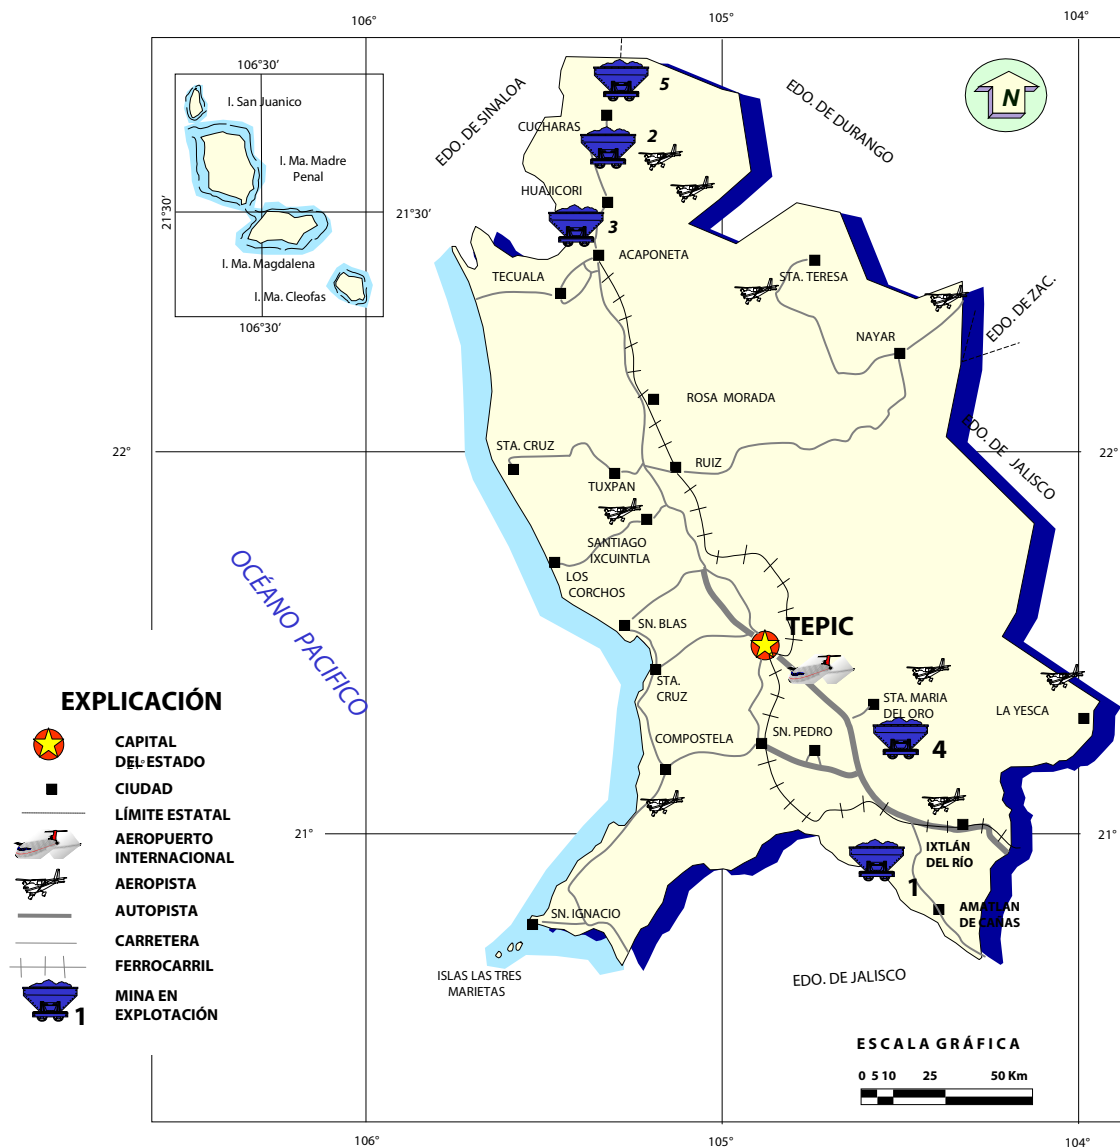 106°
105°
104°
106°30'
I. San Juanico
I. Ma. Madre
Penal
21°30'
21°30'
I. Ma. Magdalena
I. Ma. Cleofas
106°30'
EDO. DE SINALOA
EDO. DE DURANGO
N
5
CUCHARAS
2
HUAJICORI
3
ACAPONETA
TECUALA
STA. TERESA
EDO. DE ZAC.
NAYAR
ROSA MORADA
EDO. DE JALISCO
22°
22°
STA. CRUZ
RUIZ
TUXPAN
SANTIAGO
IXCUINTLA
LOS
CORCHOS
OCÉANO PACIFICO
SN. BLAS
TEPIC
STA.
CRUZ
STA. MARIA
DEL ORO
LA YESCA
COMPOSTELA
SN. PEDRO
4
21°
21°
IXTLÁN
DEL RÍO
1
AMATLAN
DE CAÑAS
SN. IGNACIO
ISLAS LAS TRES
MARIETAS
EDO. DE JALISCO
EXPLICACIÓN
CAPITAL
DEL ESTADO
21°
CIUDAD
LÍMITE ESTATAL
AEROPUERTO
INTERNACIONAL
AEROPISTA
AUTOPISTA
CARRETERA
FERROCARRIL
1
MINA EN
EXPLOTACIÓN
ESCALA GRÁFICA
0 5 10 25 50 Km
106°
105°
104°